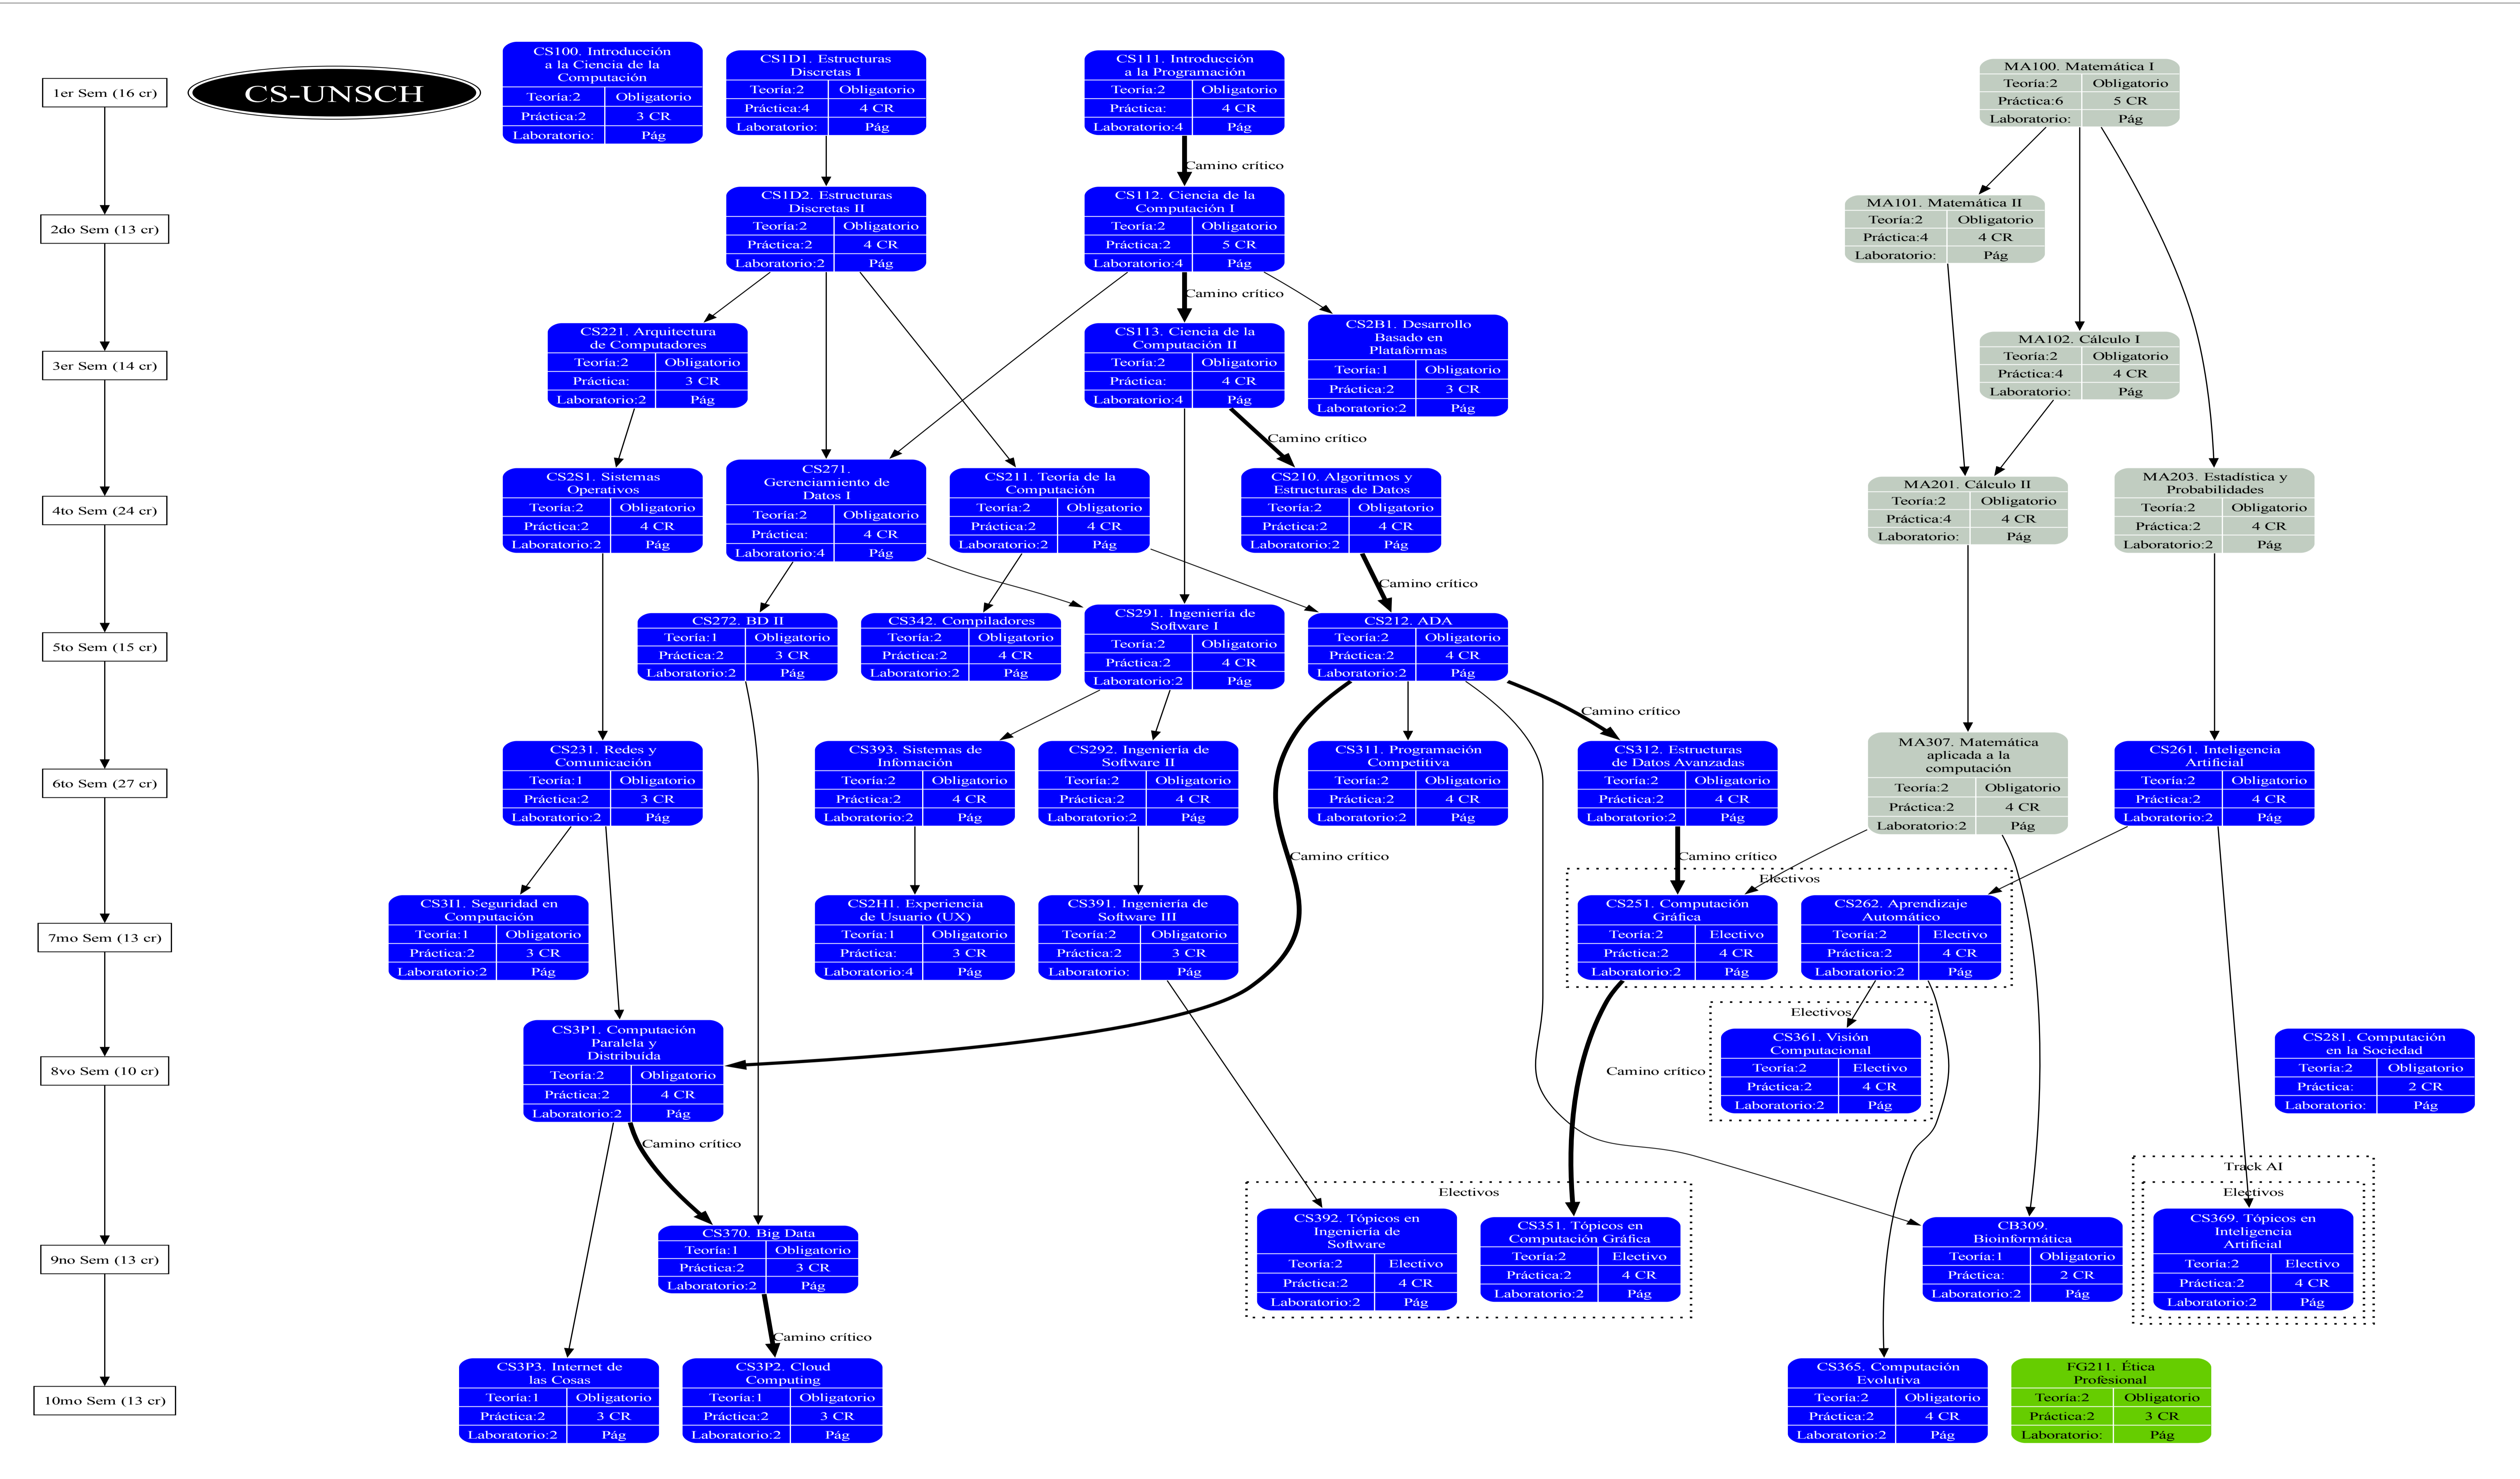 1er Sem (16 cr)
CS-UNSCH
CS100. Introducción
a la Ciencia de la
Computación
Teoría:2 Obligatorio
Práctica:2 3 CR
Laboratorio: Pág
CS1D1. Estructuras
Discretas I
Teoría:2 Obligatorio
Práctica:4 4 CR
Laboratorio: Pág
CS111. Introducción
a la Programación
Teoría:2 Obligatorio
Práctica: 4 CR
Laboratorio:4 Pág
MA100. Matemática I
Teoría:2 Obligatorio
Práctica:6 5 CR
Laboratorio: Pág
Camino crítico
2do Sem (13 cr)
CS1D2. Estructuras
Discretas II
Teoría:2 Obligatorio
Práctica:2 4 CR
Laboratorio:2 Pág
CS112. Ciencia de la
Computación I
Teoría:2 Obligatorio
Práctica:2 5 CR
Laboratorio:4 Pág
MA101. Matemática II
Teoría:2 Obligatorio
Práctica:4 4 CR
Laboratorio: Pág
Camino crítico
3er Sem (14 cr)
CS221. Arquitectura
de Computadores
Teoría:2 Obligatorio
Práctica: 3 CR
Laboratorio:2 Pág
CS113. Ciencia de la
Computación II
Teoría:2 Obligatorio
Práctica: 4 CR
Laboratorio:4 Pág
CS2B1. Desarrollo
Basado en
Plataformas
Teoría:1 Obligatorio
Práctica:2 3 CR
Laboratorio:2 Pág
MA102. Cálculo I
Teoría:2 Obligatorio
Práctica:4 4 CR
Laboratorio: Pág
Camino crítico
4to Sem (24 cr)
CS2S1. Sistemas
Operativos
Teoría:2 Obligatorio
Práctica:2 4 CR
Laboratorio:2 Pág
CS271.
Gerenciamiento de
Datos I
Teoría:2 Obligatorio
Práctica: 4 CR
Laboratorio:4 Pág
CS211. Teoría de la
Computación
Teoría:2 Obligatorio
Práctica:2 4 CR
Laboratorio:2 Pág
CS210. Algoritmos y
Estructuras de Datos
Teoría:2 Obligatorio
Práctica:2 4 CR
Laboratorio:2 Pág
MA201. Cálculo II
Teoría:2 Obligatorio
Práctica:4 4 CR
Laboratorio: Pág
MA203. Estadística y
Probabilidades
Teoría:2 Obligatorio
Práctica:2 4 CR
Laboratorio:2 Pág
Camino crítico
5to Sem (15 cr)
CS272. BD II
Teoría:1 Obligatorio
Práctica:2 3 CR
Laboratorio:2 Pág
CS342. Compiladores
Teoría:2 Obligatorio
Práctica:2 4 CR
Laboratorio:2 Pág
CS291. Ingeniería de
Software I
Teoría:2 Obligatorio
Práctica:2 4 CR
Laboratorio:2 Pág
CS212. ADA
Teoría:2 Obligatorio
Práctica:2 4 CR
Laboratorio:2 Pág
Camino crítico
6to Sem (27 cr)
CS231. Redes y
Comunicación
Teoría:1 Obligatorio
Práctica:2 3 CR
Laboratorio:2 Pág
CS393. Sistemas de
Infomación
Teoría:2 Obligatorio
Práctica:2 4 CR
Laboratorio:2 Pág
CS292. Ingeniería de
Software II
Teoría:2 Obligatorio
Práctica:2 4 CR
Laboratorio:2 Pág
CS311. Programación
Competitiva
Teoría:2 Obligatorio
Práctica:2 4 CR
Laboratorio:2 Pág
CS312. Estructuras
de Datos Avanzadas
Teoría:2 Obligatorio
Práctica:2 4 CR
Laboratorio:2 Pág
MA307. Matemática
aplicada a la
computación
Teoría:2 Obligatorio
Práctica:2 4 CR
Laboratorio:2 Pág
CS261. Inteligencia
Artificial
Teoría:2 Obligatorio
Práctica:2 4 CR
Laboratorio:2 Pág
Camino crítico
Camino crítico
Electivos
7mo Sem (13 cr)
CS3I1. Seguridad en
Computación
Teoría:1 Obligatorio
Práctica:2 3 CR
Laboratorio:2 Pág
CS2H1. Experiencia
de Usuario (UX)
Teoría:1 Obligatorio
Práctica: 3 CR
Laboratorio:4 Pág
CS391. Ingeniería de
Software III
Teoría:2 Obligatorio
Práctica:2 3 CR
Laboratorio: Pág
CS251. Computación
Gráfica
Teoría:2 Electivo
Práctica:2 4 CR
Laboratorio:2 Pág
CS262. Aprendizaje
Automático
Teoría:2 Electivo
Práctica:2 4 CR
Laboratorio:2 Pág
8vo Sem (10 cr)
CS3P1. Computación
Paralela y
Distribuída
Teoría:2 Obligatorio
Práctica:2 4 CR
Laboratorio:2 Pág
Camino crítico
Electivos
CS361. Visión
Computacional
Teoría:2 Electivo
Práctica:2 4 CR
Laboratorio:2 Pág
CS281. Computación
en la Sociedad
Teoría:2 Obligatorio
Práctica: 2 CR
Laboratorio: Pág
Camino crítico
9no Sem (13 cr)
CS370. Big Data
Teoría:1 Obligatorio
Práctica:2 3 CR
Laboratorio:2 Pág
Electivos
CS392. Tópicos en
Ingeniería de
Software
Teoría:2 Electivo
Práctica:2 4 CR
Laboratorio:2 Pág
CS351. Tópicos en
Computación Gráfica
Teoría:2 Electivo
Práctica:2 4 CR
Laboratorio:2 Pág
CB309.
Bioinformática
Teoría:1 Obligatorio
Práctica: 2 CR
Laboratorio:2 Pág
Track AI
Electivos
CS369. Tópicos en
Inteligencia
Artificial
Teoría:2 Electivo
Práctica:2 4 CR
Laboratorio:2 Pág
Camino crítico
10mo Sem (13 cr)
CS3P3. Internet de
las Cosas
Teoría:1 Obligatorio
Práctica:2 3 CR
Laboratorio:2 Pág
CS3P2. Cloud
Computing
Teoría:1 Obligatorio
Práctica:2 3 CR
Laboratorio:2 Pág
CS365. Computación
Evolutiva
Teoría:2 Obligatorio
Práctica:2 4 CR
Laboratorio:2 Pág
FG211. Ética
Profesional
Teoría:2 Obligatorio
Práctica:2 3 CR
Laboratorio: Pág